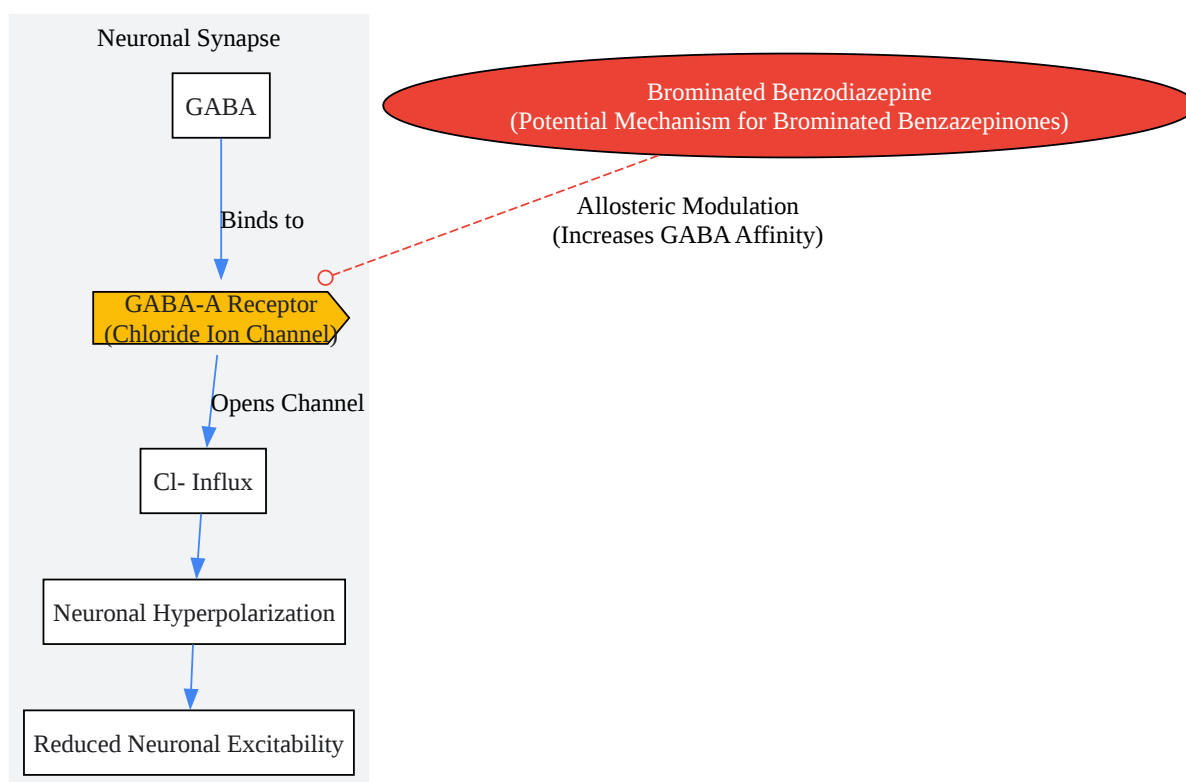 Neuronal Synapse
GABA
Brominated Benzodiazepine
(Potential Mechanism for Brominated Benzazepinones)
Binds to
Allosteric Modulation
(Increases GABA Affinity)
GABA-A Receptor
(Chloride Ion Channel)
Opens Channel
Cl- Influx
Neuronal Hyperpolarization
Reduced Neuronal Excitability